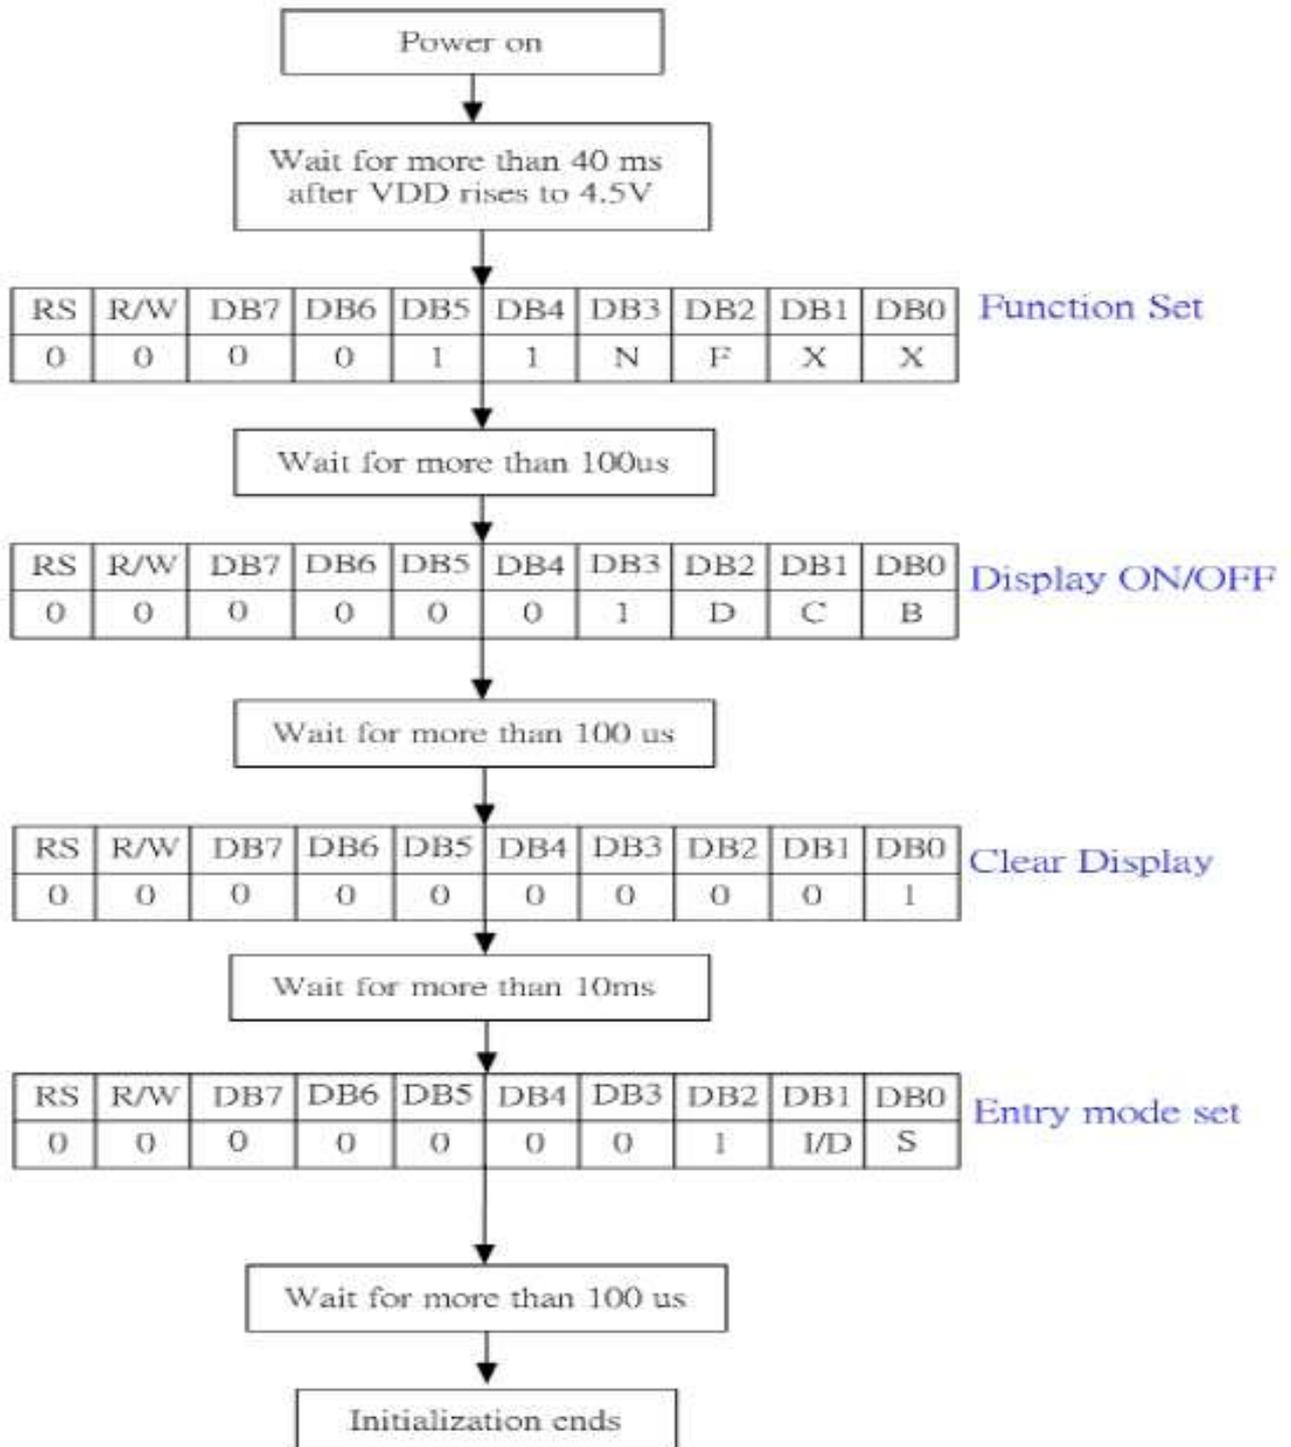 Power on
Wait for more than 40 ms
after VDD rises to 4.5V
RS R/W DB7 DB6 DB5 DB4 DB3 DB2 DB1 DB0 Function Set
0 0 0 0 1 1 N F X X
Wait for more than 100us
RS R/W DB7 DB6 DB5 DB4 DB3 DB2 DB1 DB0
Display ON/OFF
0 0 0 0 0 0 1 D C B
Wait for more than 100 us
RS R/W DB7 DB6 DB5 DB4 DB3 DB2 DB1 DB0
Clear Display
0 0 0 0 0 0 0 0 0 1
Wait for more than 10ms
RS R/W DB7 DB6 DB5 DB4 DB3 DB2 DB1 DB0
Entry mode set
0 0 0 0 0 0 0 1 I/D S
Wait for more than 100 us
Initialization ends